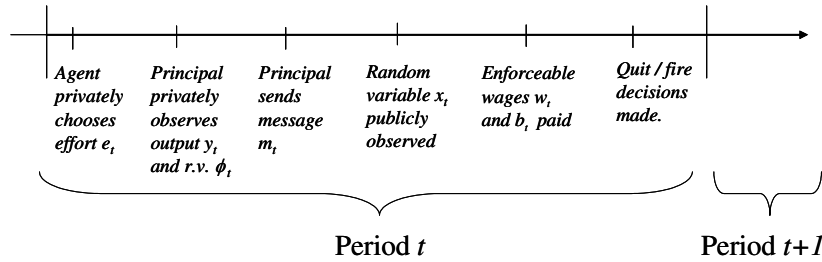 Agent
privately
chooses
effort e_t
Principal
privately
observes
output y_t
and r.v. ϕ_t
Principal
sends
message
m_t
Random
variable x_t
publicly
observed
Enforceable
wages w_t
and b_t paid
Quit / fire
decisions
made.
Period t
Period t+1